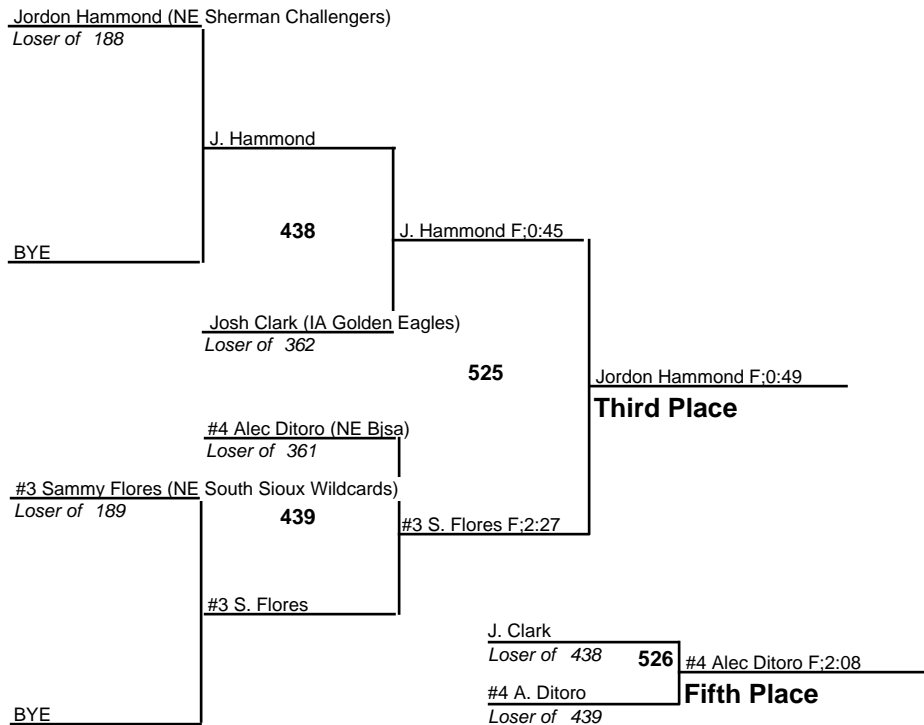 Jordon Hammond (NE Sherman Challengers)
Loser of 188
J. Hammond
438
J. Hammond F;0:45
BYE
Josh Clark (IA Golden Eagles)
Loser of 362
525
Jordon Hammond F;0:49
Third Place
#4 Alec Ditoro (NE Bjsa)
Loser of 361
#3 Sammy Flores (NE South Sioux Wildcards)
Loser of 189
439
#3 S. Flores F;2:27
#3 S. Flores
J. Clark
Loser of 438
526
#4 Alec Ditoro F;2:08
Fifth Place
#4 A. Ditoro
Loser of 439
BYE